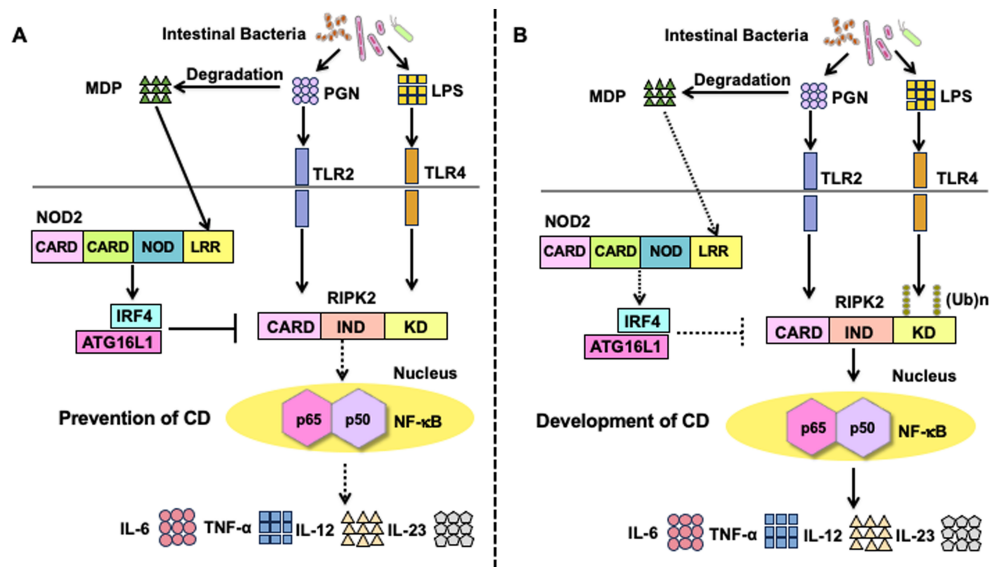 A
Intestinal Bacteria
Degradation
MDP
PGN
LPS
TLR2
TLR4
NOD2
CARD CARD NOD LRR
IRF4
ATG16L1
RIPK2
CARD IND KD
Nucleus
Prevention of CD
p65 p50 NF-κB
IL-6 TNF-α IL-12 IL-23
B
Intestinal Bacteria
Degradation
MDP
PGN
LPS
TLR2
TLR4
NOD2
CARD CARD NOD LRR
IRF4
ATG16L1
RIPK2
(Ub)n
CARD IND KD
Nucleus
Development of CD
p65 p50 NF-κB
IL-6 TNF-α IL-12 IL-23